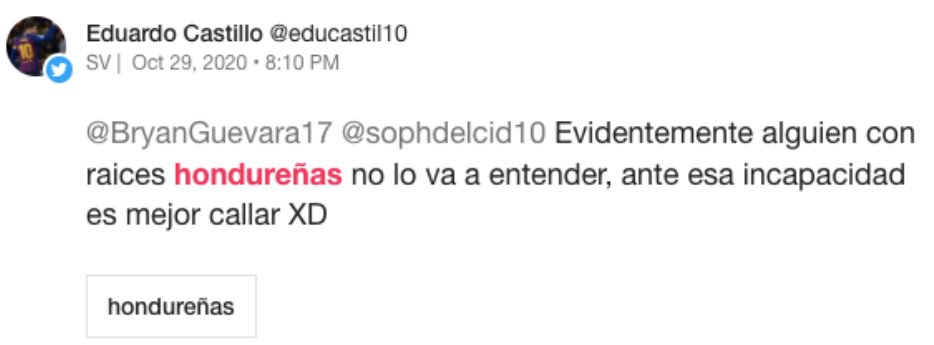 Eduardo Castillo @educastil10
SV | Oct 29, 2020 • 8:10 PM
@BryanGuevara17 @sophdelcid10 Evidentemente alguien con
raices hondureñas no lo va a entender, ante esa incapacidad
es mejor callar XD
hondureñas